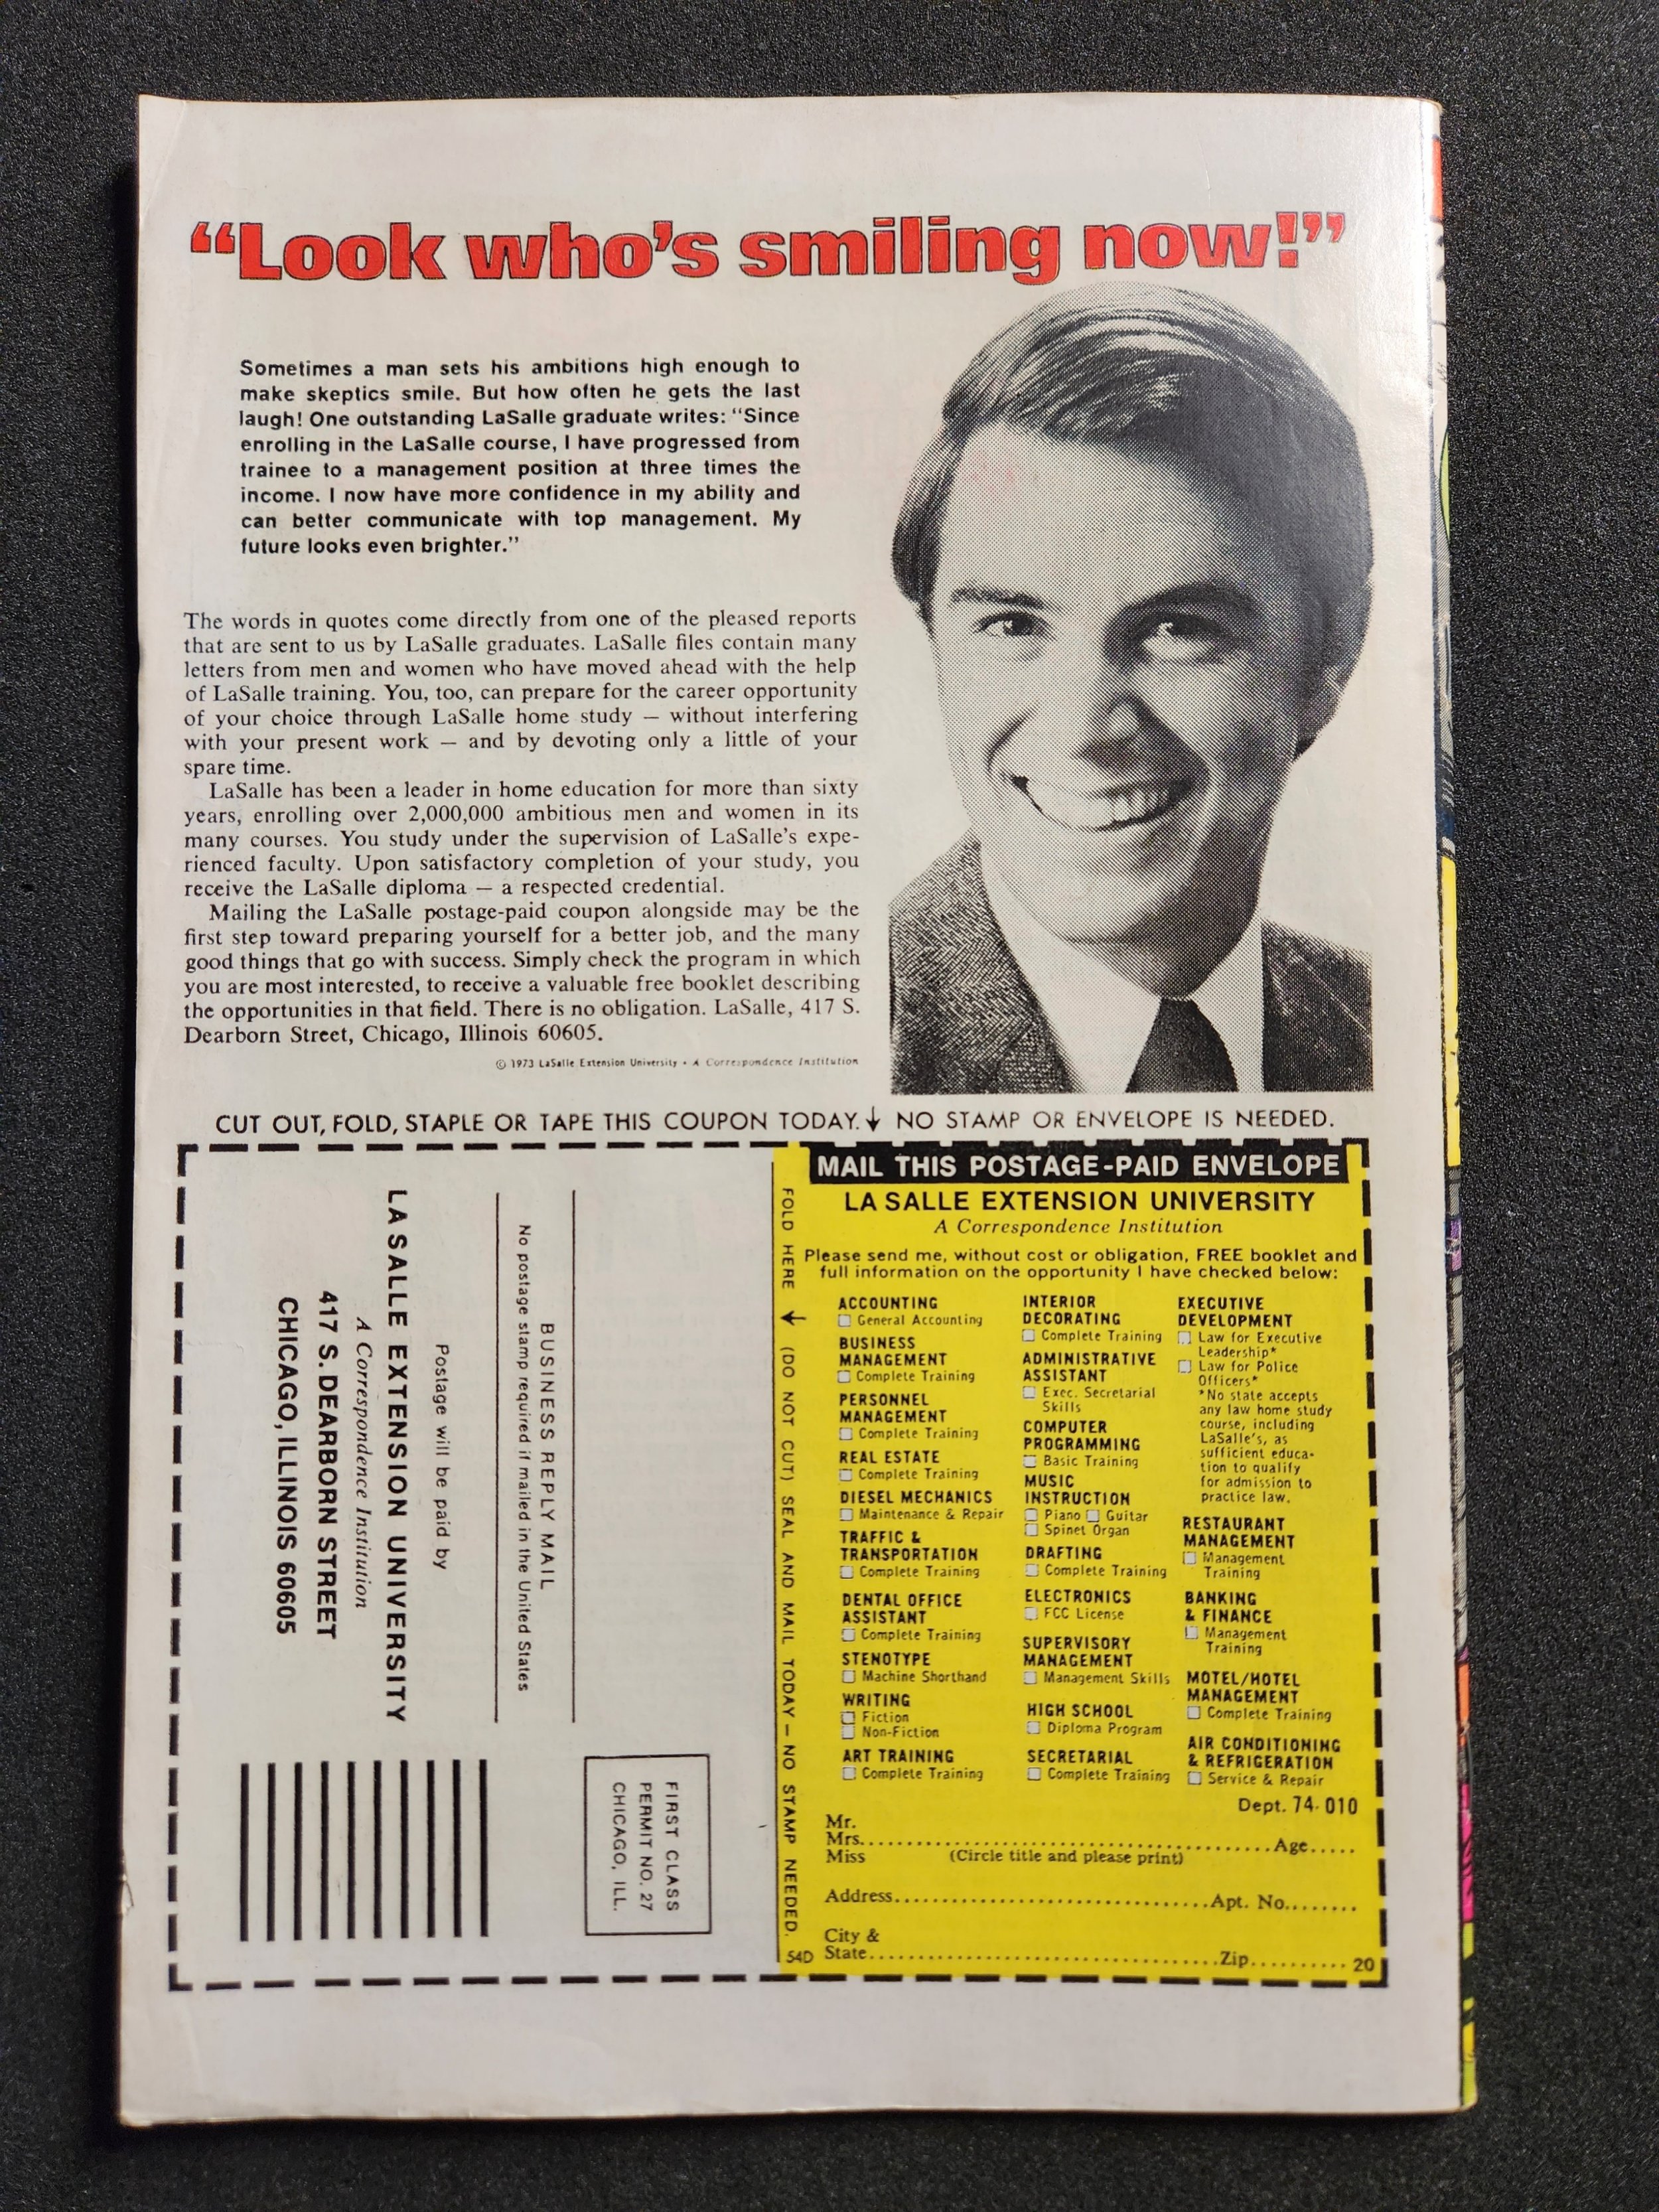 “Look who’s smiling now!”
Sometimes a man sets his ambitions high enough to
make skeptics smile. But how often he gets the last
laugh! One outstanding LaSalle graduate writes: “Since
enrolling in the LaSalle course, I have progressed from
trainee to a management position at three times the
income. I now have more confidence in my ability and
can better communicate with top management. My
future looks even brighter.”
The words in quotes come directly from one of the pleased reports
that are sent to us by LaSalle graduates. LaSalle files contain many
letters from men and women who have moved ahead with the help
of LaSalle training. You, too, can prepare for the career opportunity
of your choice through LaSalle home study — without interfering
with your present work — and by devoting only a little of your
spare time.
LaSalle has been a leader in home education for more than sixty
years, enrolling over 2,000,000 ambitious men and women in its
many courses. You study under the supervision of LaSalle’s expe-
rienced faculty. Upon satisfactory completion of your study, you
receive the LaSalle diploma — a respected credential.
Mailing the LaSalle postage-paid coupon alongside may be the
first step toward preparing yourself for a better job, and the many
good things that go with success. Simply check the program in which
you are most interested, to receive a valuable free booklet describing
the opportunities in that field. There is no obligation. LaSalle, 417 S.
Dearborn Street, Chicago, Illinois 60605.
© 1973 LaSalle Extension University • A Correspondence Institution
CUT OUT, FOLD, STAPLE OR TAPE THIS COUPON TODAY. ↓ NO STAMP OR ENVELOPE IS NEEDED.
FIRST CLASS
PERMIT NO. 27
CHICAGO, ILL.
BUSINESS REPLY MAIL
No postage stamp required if mailed in the United States
Postage will be paid by
LA SALLE EXTENSION UNIVERSITY
A Correspondence Institution
417 S. DEARBORN STREET
CHICAGO, ILLINOIS 60605
FOLD HERE ↓ (DO NOT CUT) SEAL AND MAIL TODAY — NO STAMP NEEDED.
54D
MAIL THIS POSTAGE-PAID ENVELOPE
LA SALLE EXTENSION UNIVERSITY
A Correspondence Institution
Please send me, without cost or obligation, FREE booklet and
full information on the opportunity I have checked below:
ACCOUNTING
☐ General Accounting
BUSINESS
MANAGEMENT
☐ Complete Training
PERSONNEL
MANAGEMENT
☐ Complete Training
REAL ESTATE
☐ Complete Training
DIESEL MECHANICS
☐ Maintenance & Repair
TRAFFIC &
TRANSPORTATION
☐ Complete Training
DENTAL OFFICE
ASSISTANT
☐ Complete Training
STENOTYPE
☐ Machine Shorthand
WRITING
☐ Fiction
☐ Non-Fiction
ART TRAINING
☐ Complete Training
INTERIOR
DECORATING
☐ Complete Training
ADMINISTRATIVE
ASSISTANT
☐ Exec. Secretarial
Skills
COMPUTER
PROGRAMMING
☐ Basic Training
MUSIC
INSTRUCTION
☐ Piano ☐ Guitar
☐ Spinet Organ
DRAFTING
☐ Complete Training
ELECTRONICS
☐ FCC License
SUPERVISORY
MANAGEMENT
☐ Management Skills
HIGH SCHOOL
☐ Diploma Program
SECRETARIAL
☐ Complete Training
EXECUTIVE
DEVELOPMENT
☐ Law for Executive
Leadership*
☐ Law for Police
Officers*
*No state accepts
any law home study
course, including
LaSalle's, as
sufficient educa-
tion to qualify
for admission to
practice law.
RESTAURANT
MANAGEMENT
☐ Management
Training
BANKING
& FINANCE
☐ Management
Training
MOTEL/HOTEL
MANAGEMENT
☐ Complete Training
AIR CONDITIONING
& REFRIGERATION
☐ Service & Repair
Dept. 74-010
Mr.
Mrs. Age
Miss (Circle title and please print)
Address Apt. No.
City &
State Zip 20